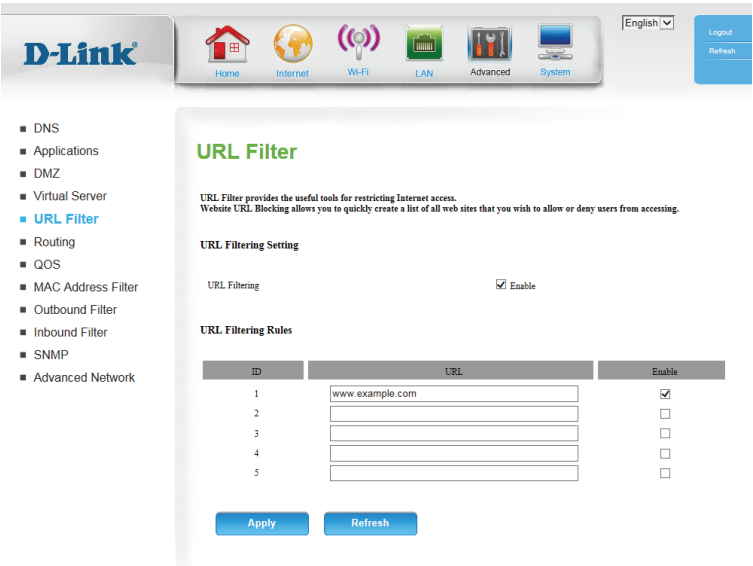 D-Link®
Home
Internet
Wi-Fi
LAN
Advanced
System
English
Logout
Refresh
DNS
Applications
DMZ
Virtual Server
URL Filter
Routing
QOS
MAC Address Filter
Outbound Filter
Inbound Filter
SNMP
Advanced Network
URL Filter
URL Filter provides the useful tools for restricting Internet access.
Website URL Blocking allows you to quickly create a list of all web sites that you wish to allow or deny users from accessing.
URL Filtering Setting
URL Filtering Enable
URL Filtering Rules
ID URL Enable
1 www.example.com
2
3
4
5
Apply Refresh